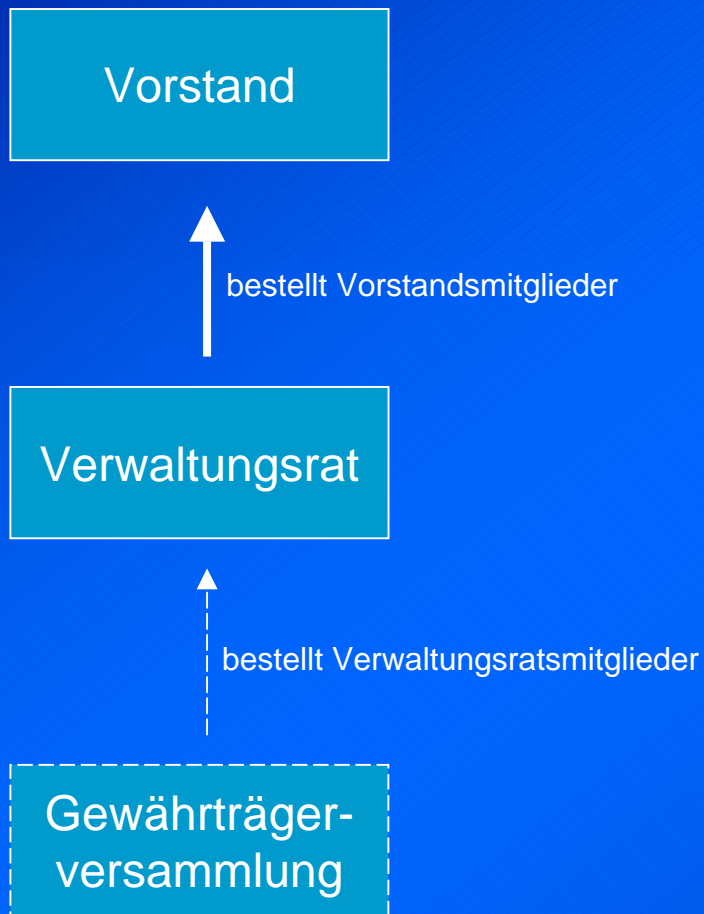 Vorstand
bestellt Vorstandsmitglieder
Verwaltungsrat
bestellt Verwaltungsratsmitglieder
Gewährträger-
versammlung